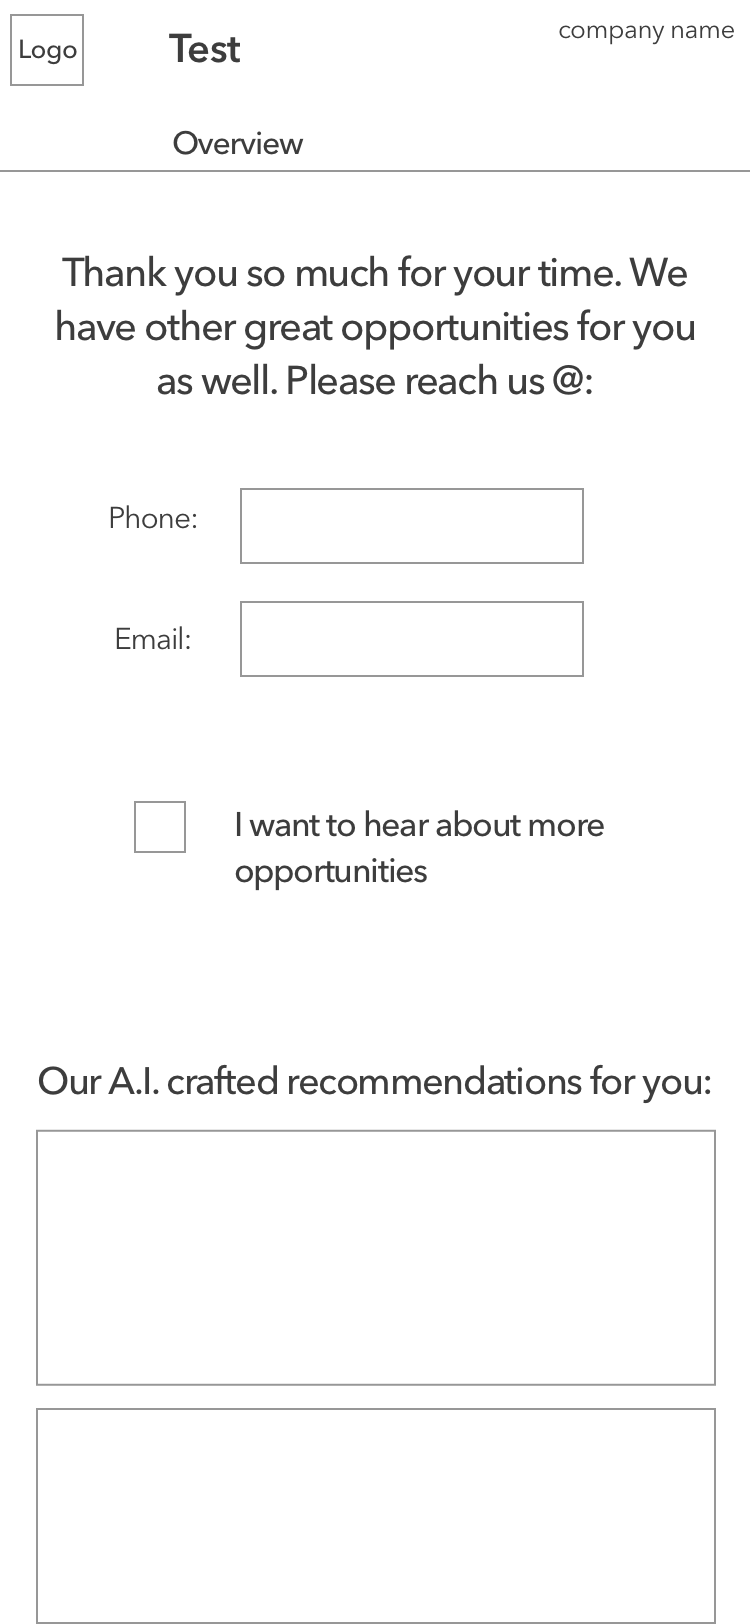 Logo
Test
company name
Overview
Thank you so much for your time. We
have other great opportunities for you
as well. Please reach us @:
Phone:
Email:
I want to hear about more
opportunities
Our A.I. crafted recommendations for you: